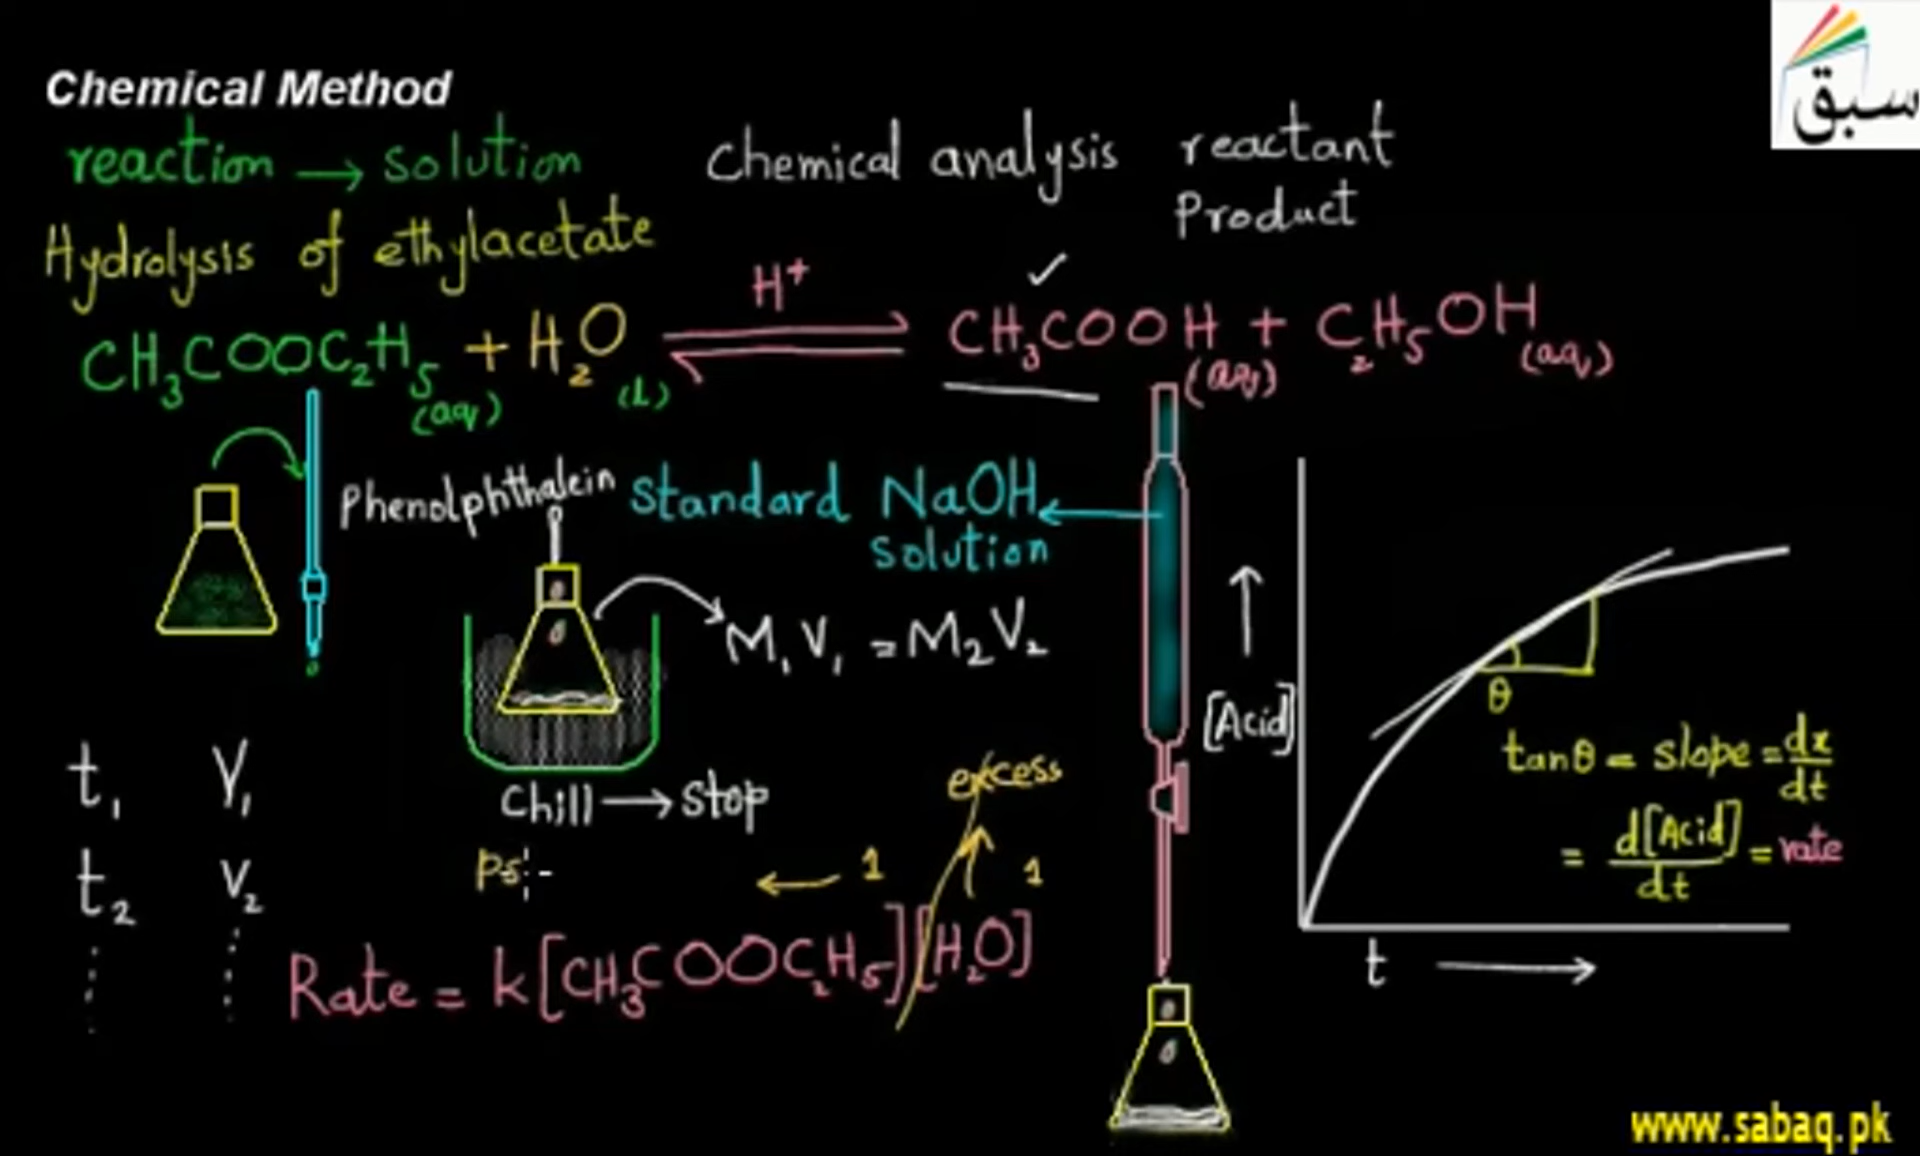 سبق
Chemical Method
reaction → solution
Chemical analysis reactant
Product
Hydrolysis of ethylacetate
H⁺
✓
CH₃COOC₂H₅ (aq) + H₂O (l) ⇌ CH₃COOH (aq) + C₂H₅OH (aq)
Phenolphthalein
Standard NaOH
solution
M₁V₁ = M₂V₂
[Acid]
θ
tanθ = slope = dx/dt
= d[Acid]/dt = rate
t₁ V₁
Chill → Stop
excess
t₂ V₂
Ps:-
← 1 1
Rate = k[CH₃COOC₂H₅][H₂O]
t →
www.sabaq.pk